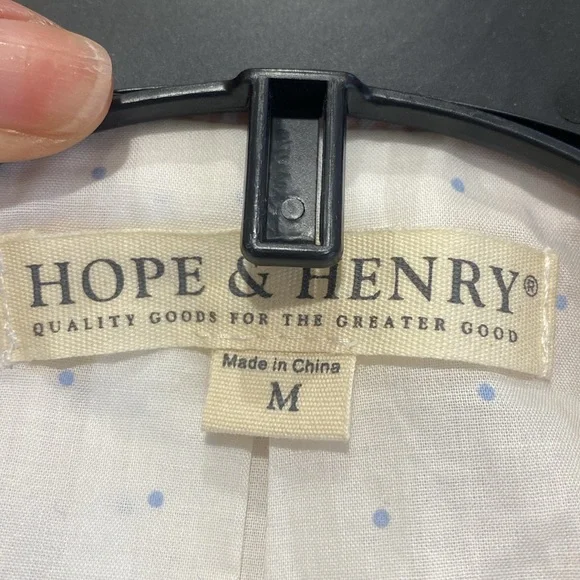 HOPE & HENRY®
QUALITY GOODS FOR THE GREATER GOOD
Made in China
M